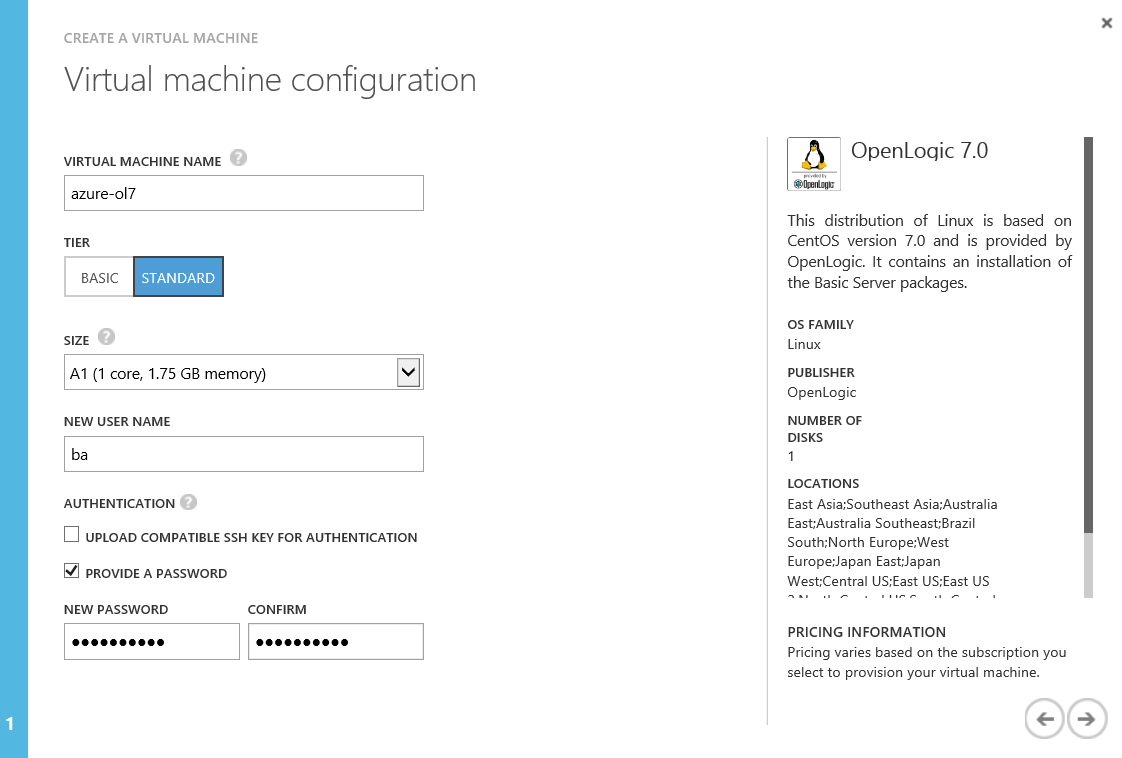 CREATE A VIRTUAL MACHINE
Virtual machine configuration
VIRTUAL MACHINE NAME ?
azure-ol7
TIER
BASIC STANDARD
SIZE ?
A1 (1 core, 1.75 GB memory)
NEW USER NAME
ba
AUTHENTICATION ?
UPLOAD COMPATIBLE SSH KEY FOR AUTHENTICATION
PROVIDE A PASSWORD
NEW PASSWORD CONFIRM
●●●●●●●●●● ●●●●●●●●●●
1
provided by
OpenLogic
OpenLogic 7.0
This distribution of Linux is based on
CentOS version 7.0 and is provided by
OpenLogic. It contains an installation of
the Basic Server packages.
OS FAMILY
Linux
PUBLISHER
OpenLogic
NUMBER OF
DISKS
1
LOCATIONS
East Asia;Southeast Asia;Australia
East;Australia Southeast;Brazil
South;North Europe;West
Europe;Japan East;Japan
West;Central US;East US;East US
PRICING INFORMATION
Pricing varies based on the subscription you
select to provision your virtual machine.